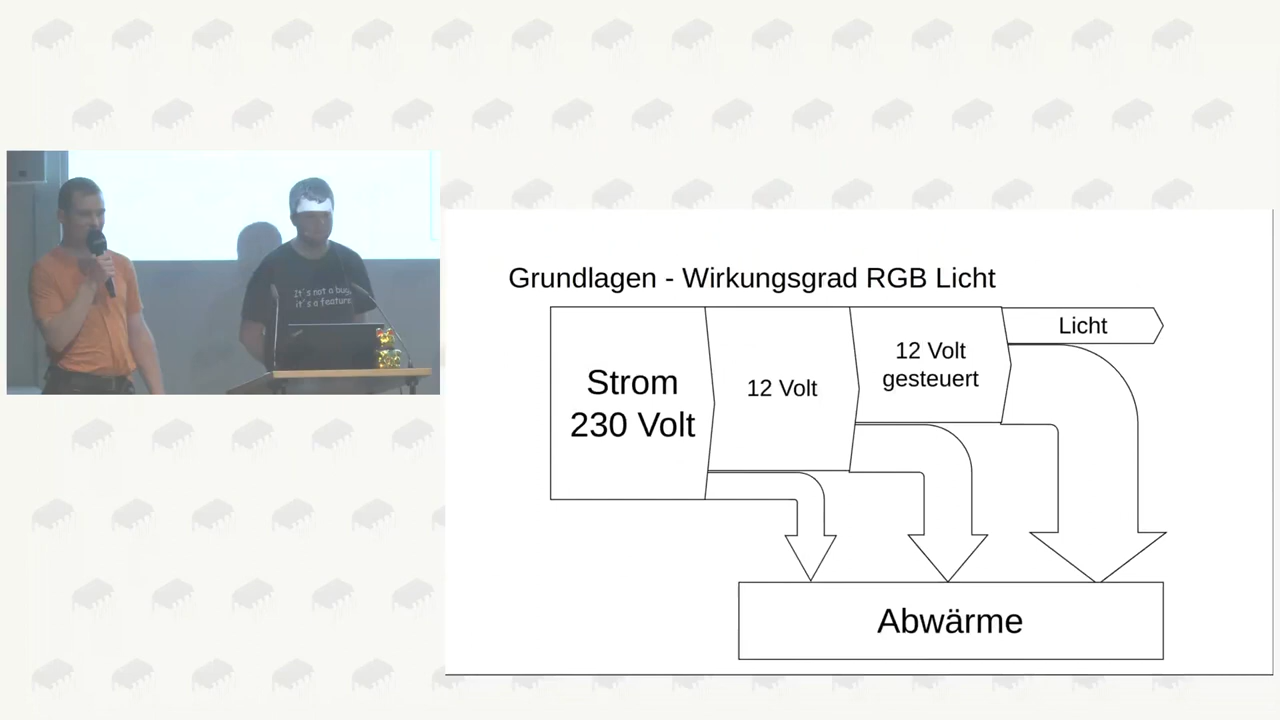 It's not a bug,
it's a feature
Grundlagen - Wirkungsgrad RGB Licht
Strom
230 Volt
12 Volt
12 Volt
gesteuert
Licht
Abwärme